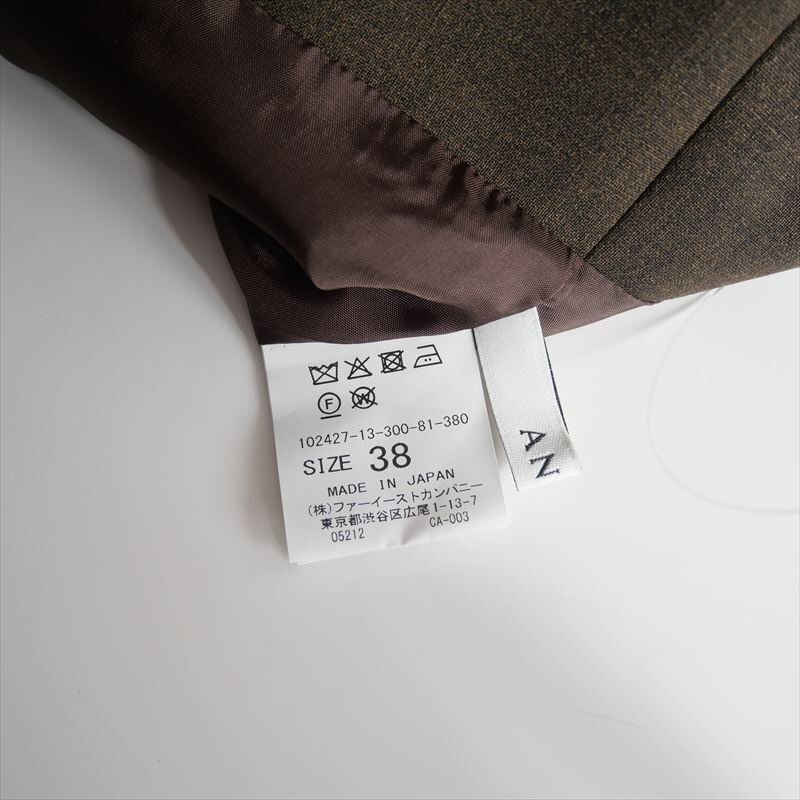 F W
102427-13-300-81-380
SIZE 38
MADE IN JAPAN
(株)ファーイーストカンパニー
東京都渋谷区広尾1-13-7
05212 CA-003
AN